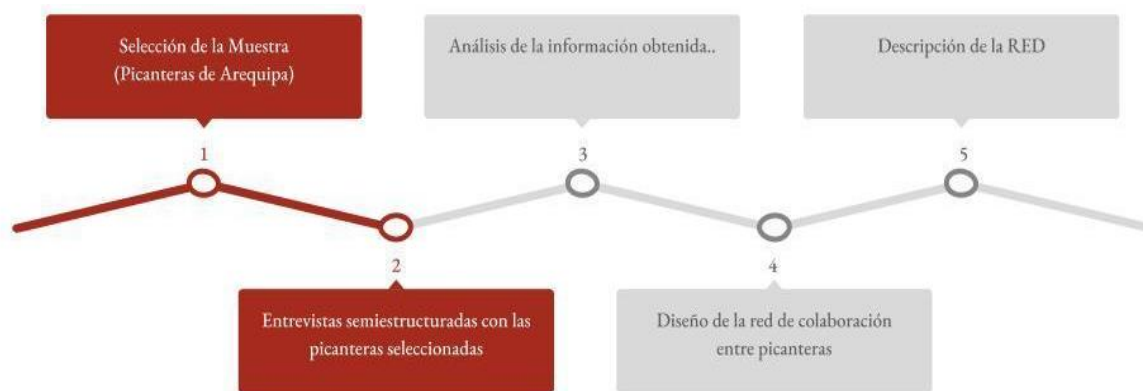 Selección de la Muestra
(Picanteras de Arequipa)
1
2
Entrevistas semiestructuradas con las
picanteras seleccionadas
Análisis de la información obtenida..
3
4
Diseño de la red de colaboración
entre picanteras
Descripción de la RED
5